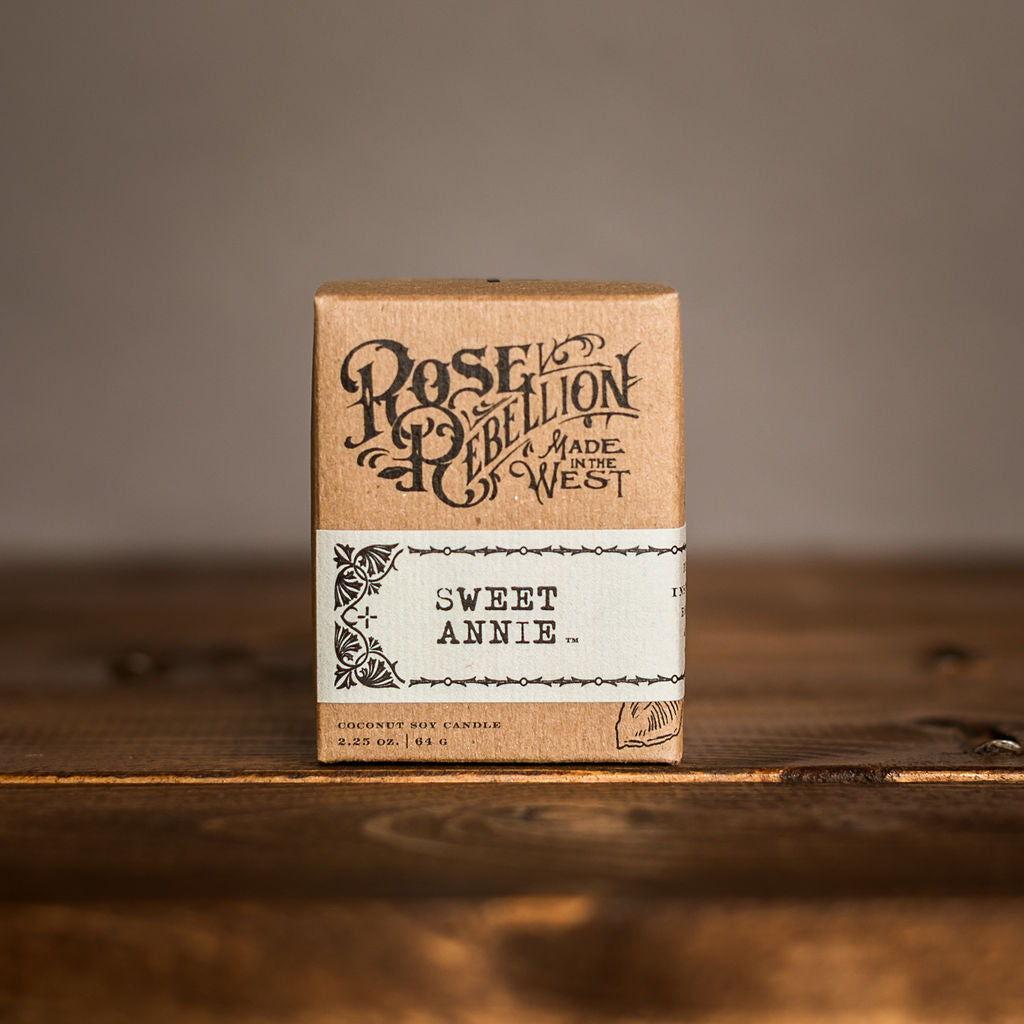 ROSE
REBELLION
MADE
IN THE
WEST
SWEET
ANNIE™
COCONUT SOY CANDLE
2.25 OZ. | 64 G